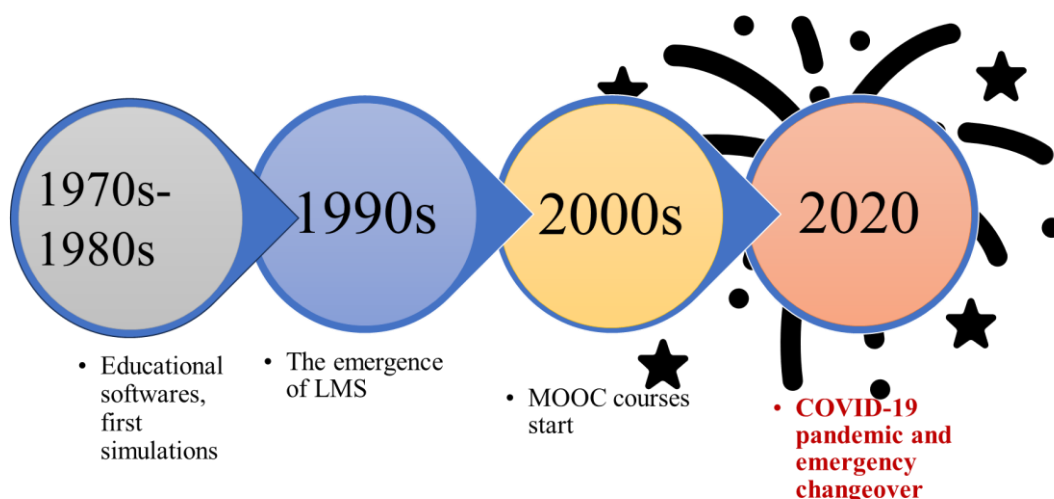 1970s-
1980s
1990s
2000s
2020
• Educational
softwares,
first
simulations
• The emergence
of LMS
• MOOC courses
start
• COVID-19
pandemic and
emergency
changeover